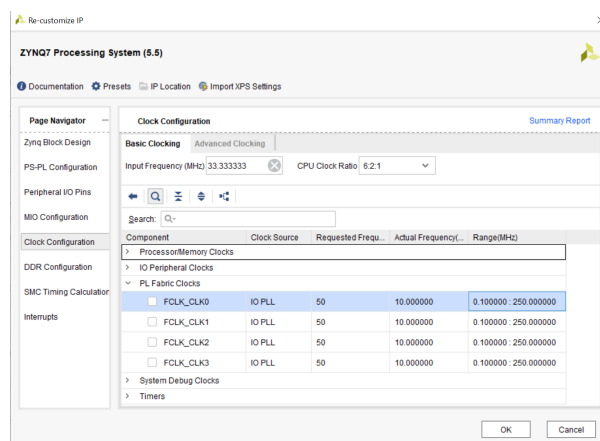 Re-customize IP
ZYNQ7 Processing System (5.5)
Documentation Presets IP Location Import XPS Settings
Page Navigator
Zynq Block Design
PS-PL Configuration
Peripheral I/O Pins
MIO Configuration
Clock Configuration
DDR Configuration
SMC Timing Calculation
Interrupts
Clock Configuration Summary Report
Basic Clocking Advanced Clocking
Input Frequency (MHz) 33.333333 CPU Clock Ratio 6:2:1
Search: Q-
Component Clock Source Requested Frequ... Actual Frequency(... Range(MHz)
> Processor/Memory Clocks
> IO Peripheral Clocks
PL Fabric Clocks
FCLK_CLK0 IO PLL 50 10.000000 0.100000 : 250.000000
FCLK_CLK1 IO PLL 50 10.000000 0.100000 : 250.000000
FCLK_CLK2 IO PLL 50 10.000000 0.100000 : 250.000000
FCLK_CLK3 IO PLL 50 10.000000 0.100000 : 250.000000
> System Debug Clocks
> Timers
OK Cancel